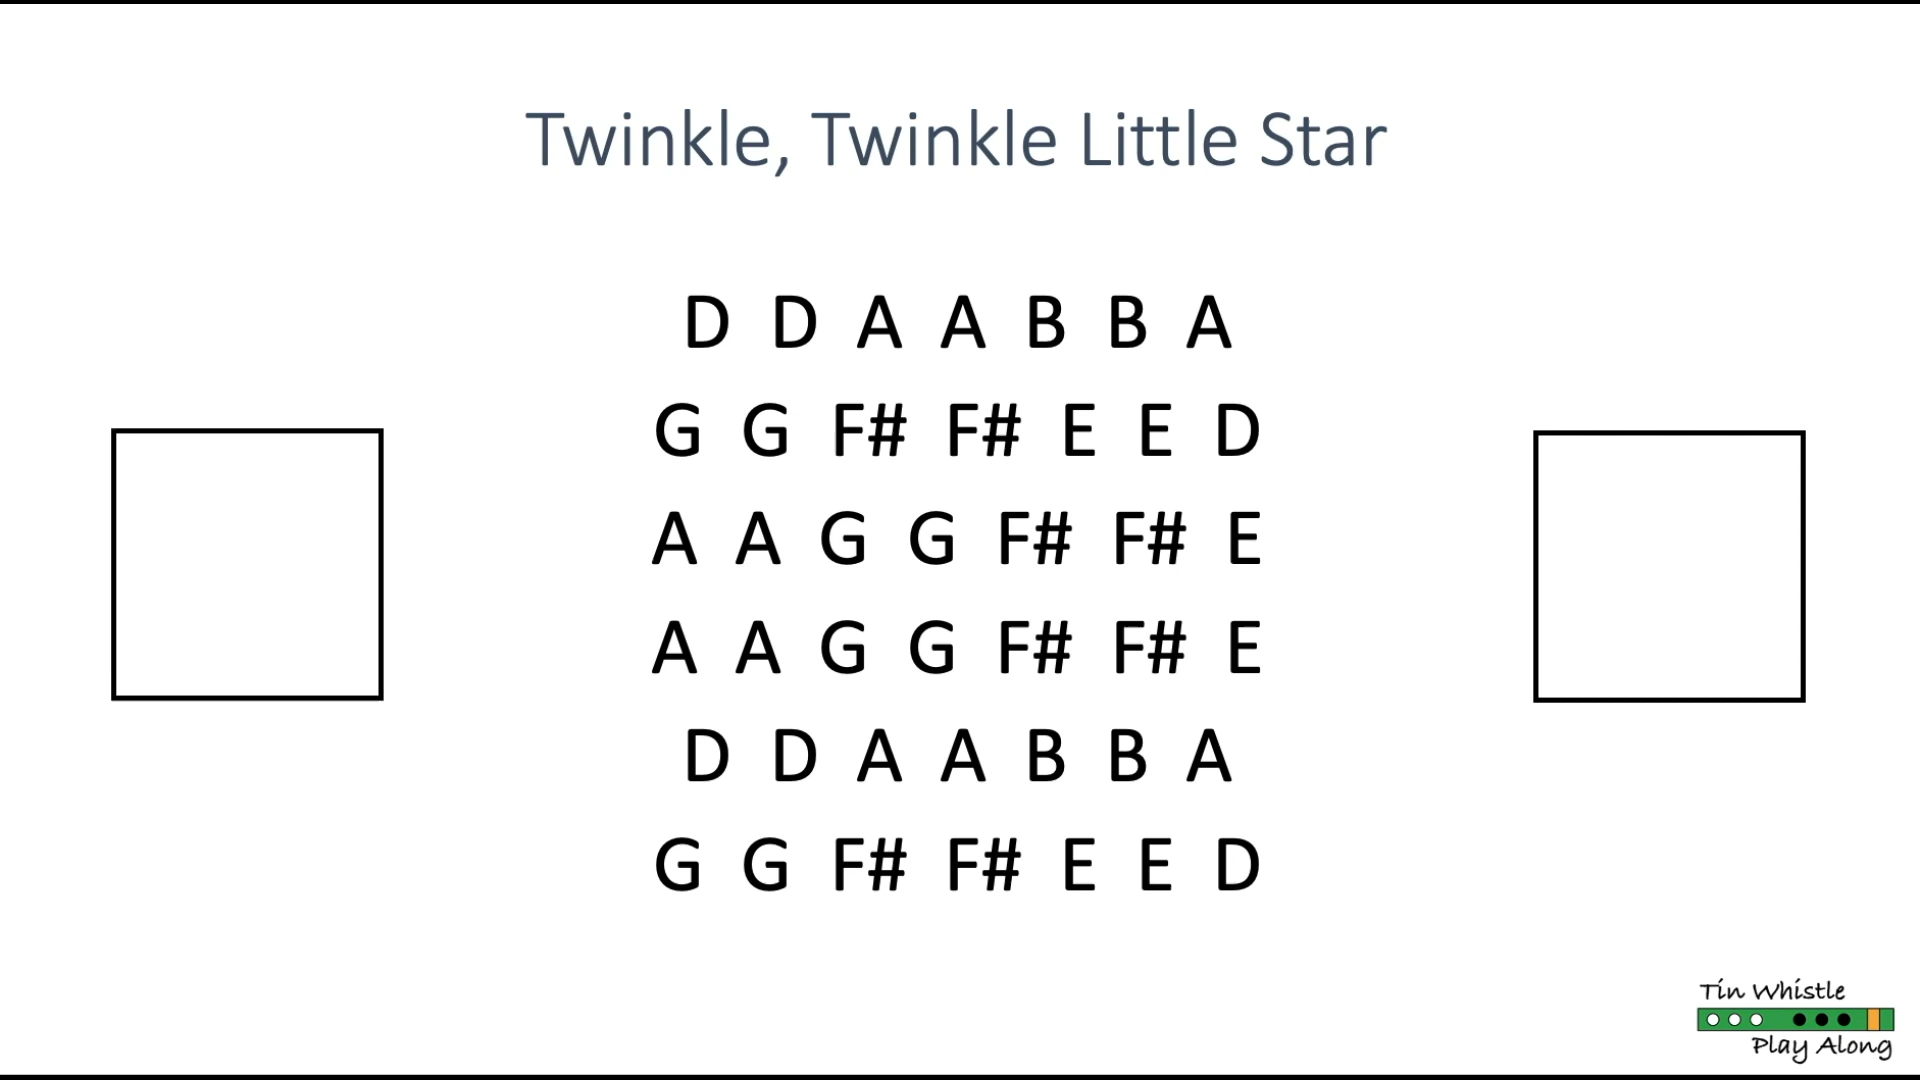 Twinkle, Twinkle Little Star
D D A A B B A
G G F# F# E E D
A A G G F# F# E
A A G G F# F# E
D D A A B B A
G G F# F# E E D
Tin Whistle
Play Along